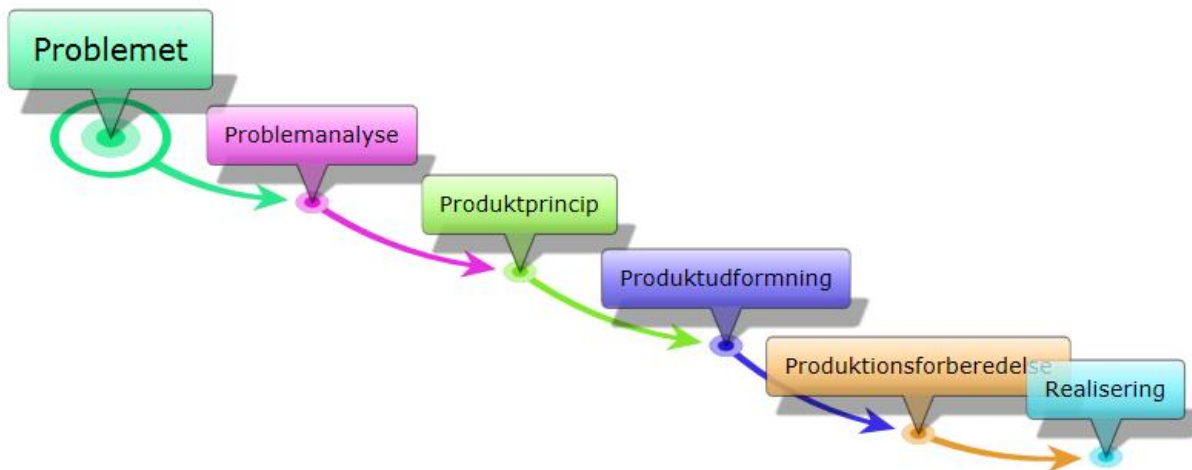 Problemet
Problemanalyse
Produktprincip
Produktudformning
Produktionsforberedelse
Realisering